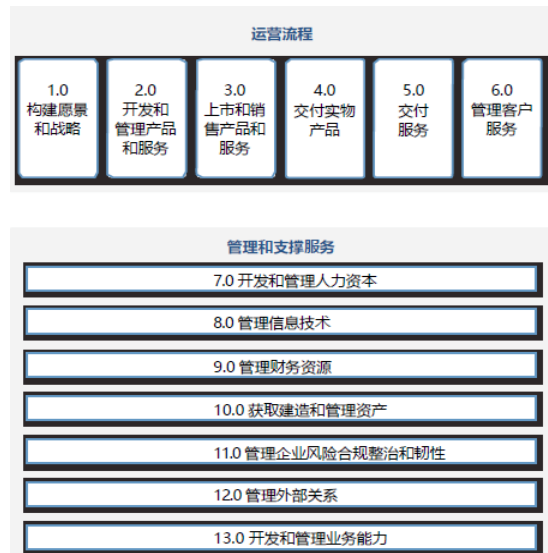 运营流程
1.0
构建愿景
和战略
2.0
开发和
管理产品
和服务
3.0
上市和销
售产品和
服务
4.0
交付实物
产品
5.0
交付
服务
6.0
管理客户
服务
管理和支撑服务
7.0 开发和管理人力资本
8.0 管理信息技术
9.0 管理财务资源
10.0 获取建造和管理资产
11.0 管理企业风险合规整治和韧性
12.0 管理外部关系
13.0 开发和管理业务能力